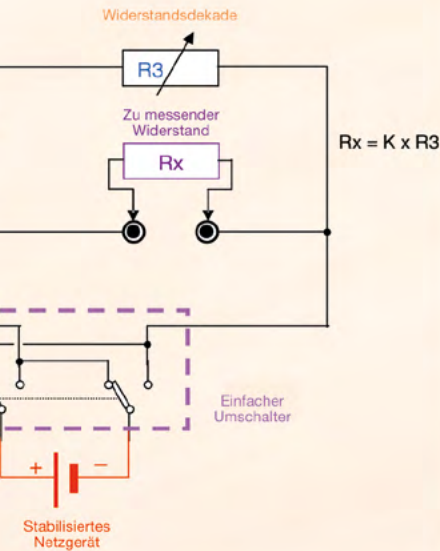 Widerstandsdekade
R3
Zu messender
Widerstand
Rx
Rx = K x R3
Einfacher
Umschalter
+ −
Stabilisiertes
Netzgerät